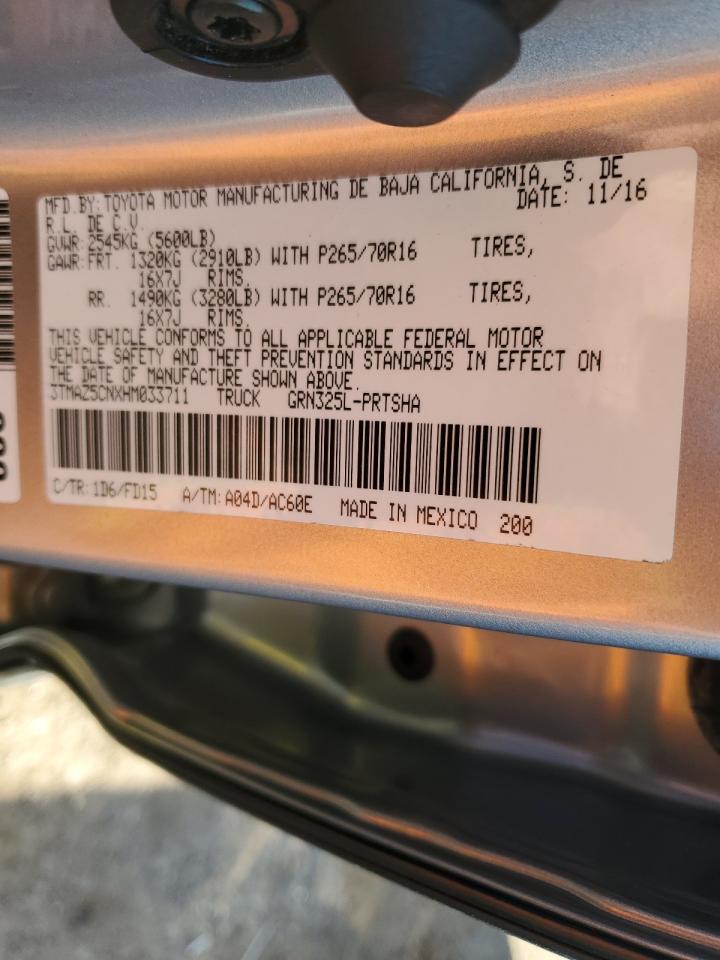 MFD.BY:TOYOTA MOTOR MANUFACTURING DE BAJA CALIFORNIA, S. DE
R.L. DE C.V. DATE: 11/16
GVWR:2545KG (5600LB)
GAWR:FRT. 1320KG (2910LB) WITH P265/70R16 TIRES,
16X7J RIMS.
RR. 1490KG (3280LB) WITH P265/70R16 TIRES,
16X7J RIMS.
THIS VEHICLE CONFORMS TO ALL APPLICABLE FEDERAL MOTOR
VEHICLE SAFETY AND THEFT PREVENTION STANDARDS IN EFFECT ON
THE DATE OF MANUFACTURE SHOWN ABOVE.
3TMAZ5CNXHM033711 TRUCK GRN325L-PRTSHA
C/TR:1D6/FD15 A/TM:A04D/AC60E MADE IN MEXICO 200